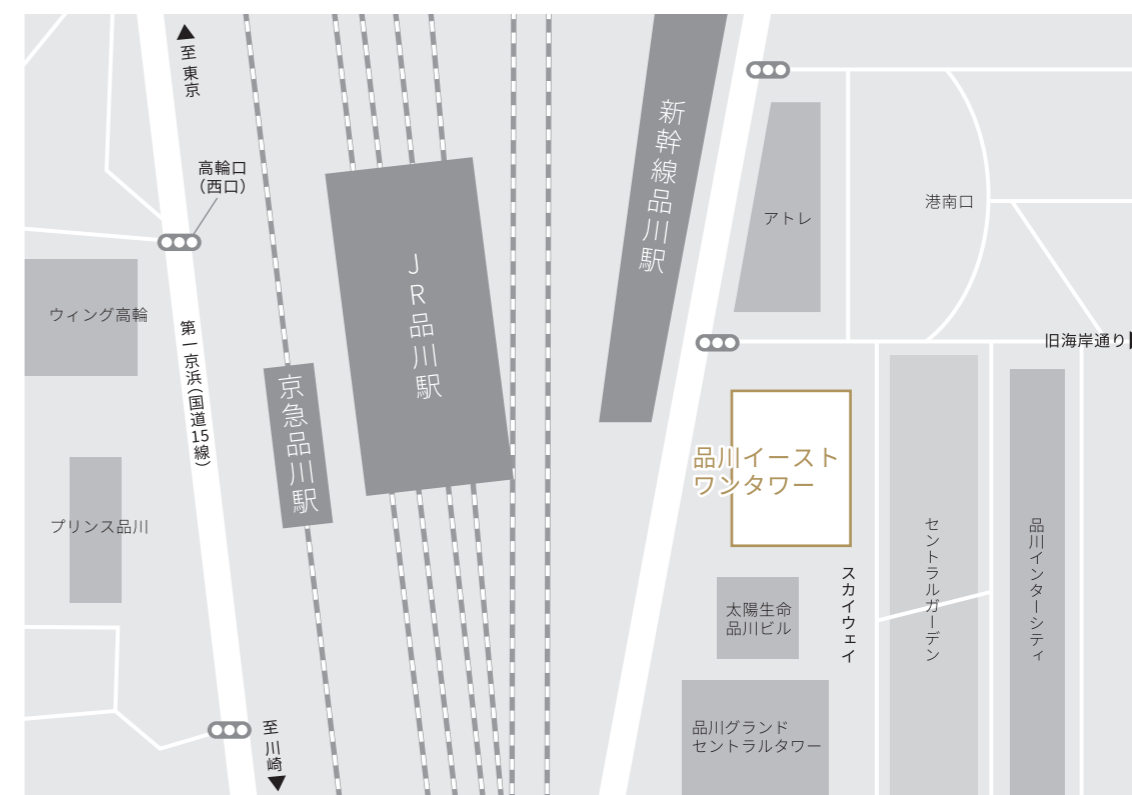 至 東京
高輪口
（西口）
新幹線品川駅
アトレ
港南口
ＪＲ品川駅
ウィング高輪
第一京浜（国道15線）
旧海岸通り
京急品川駅
品川イースト
ワンタワー
プリンス品川
セントラルガーデン
品川インターシティ
スカイウェイ
太陽生命
品川ビル
至 川崎
品川グランド
セントラルタワー